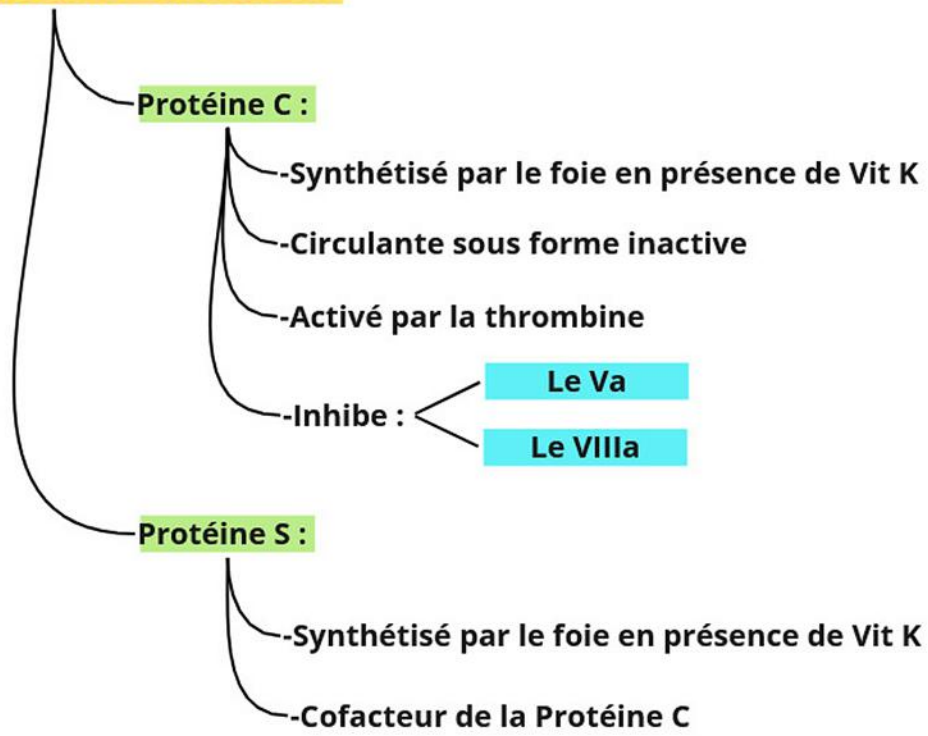 Protéine C :
-Synthétisé par le foie en présence de Vit K
-Circulante sous forme inactive
-Activé par la thrombine
-Inhibe :
Le Va
Le VIIIa
Protéine S :
-Synthétisé par le foie en présence de Vit K
-Cofacteur de la Protéine C